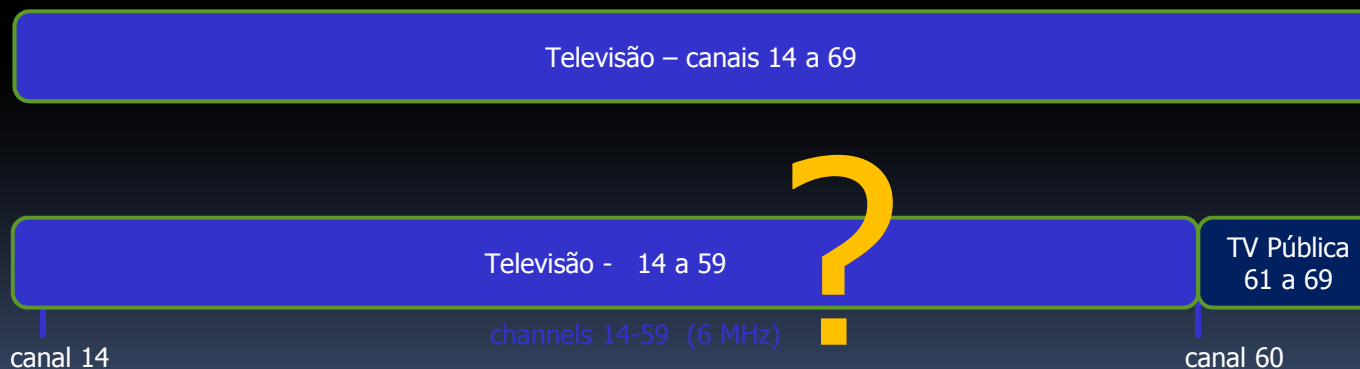 Televisão – canais 14 a 69
?
Televisão -   14 a 59
TV Pública
61 a 69
channels 14-59  (6 MHz)
canal 14
canal 60